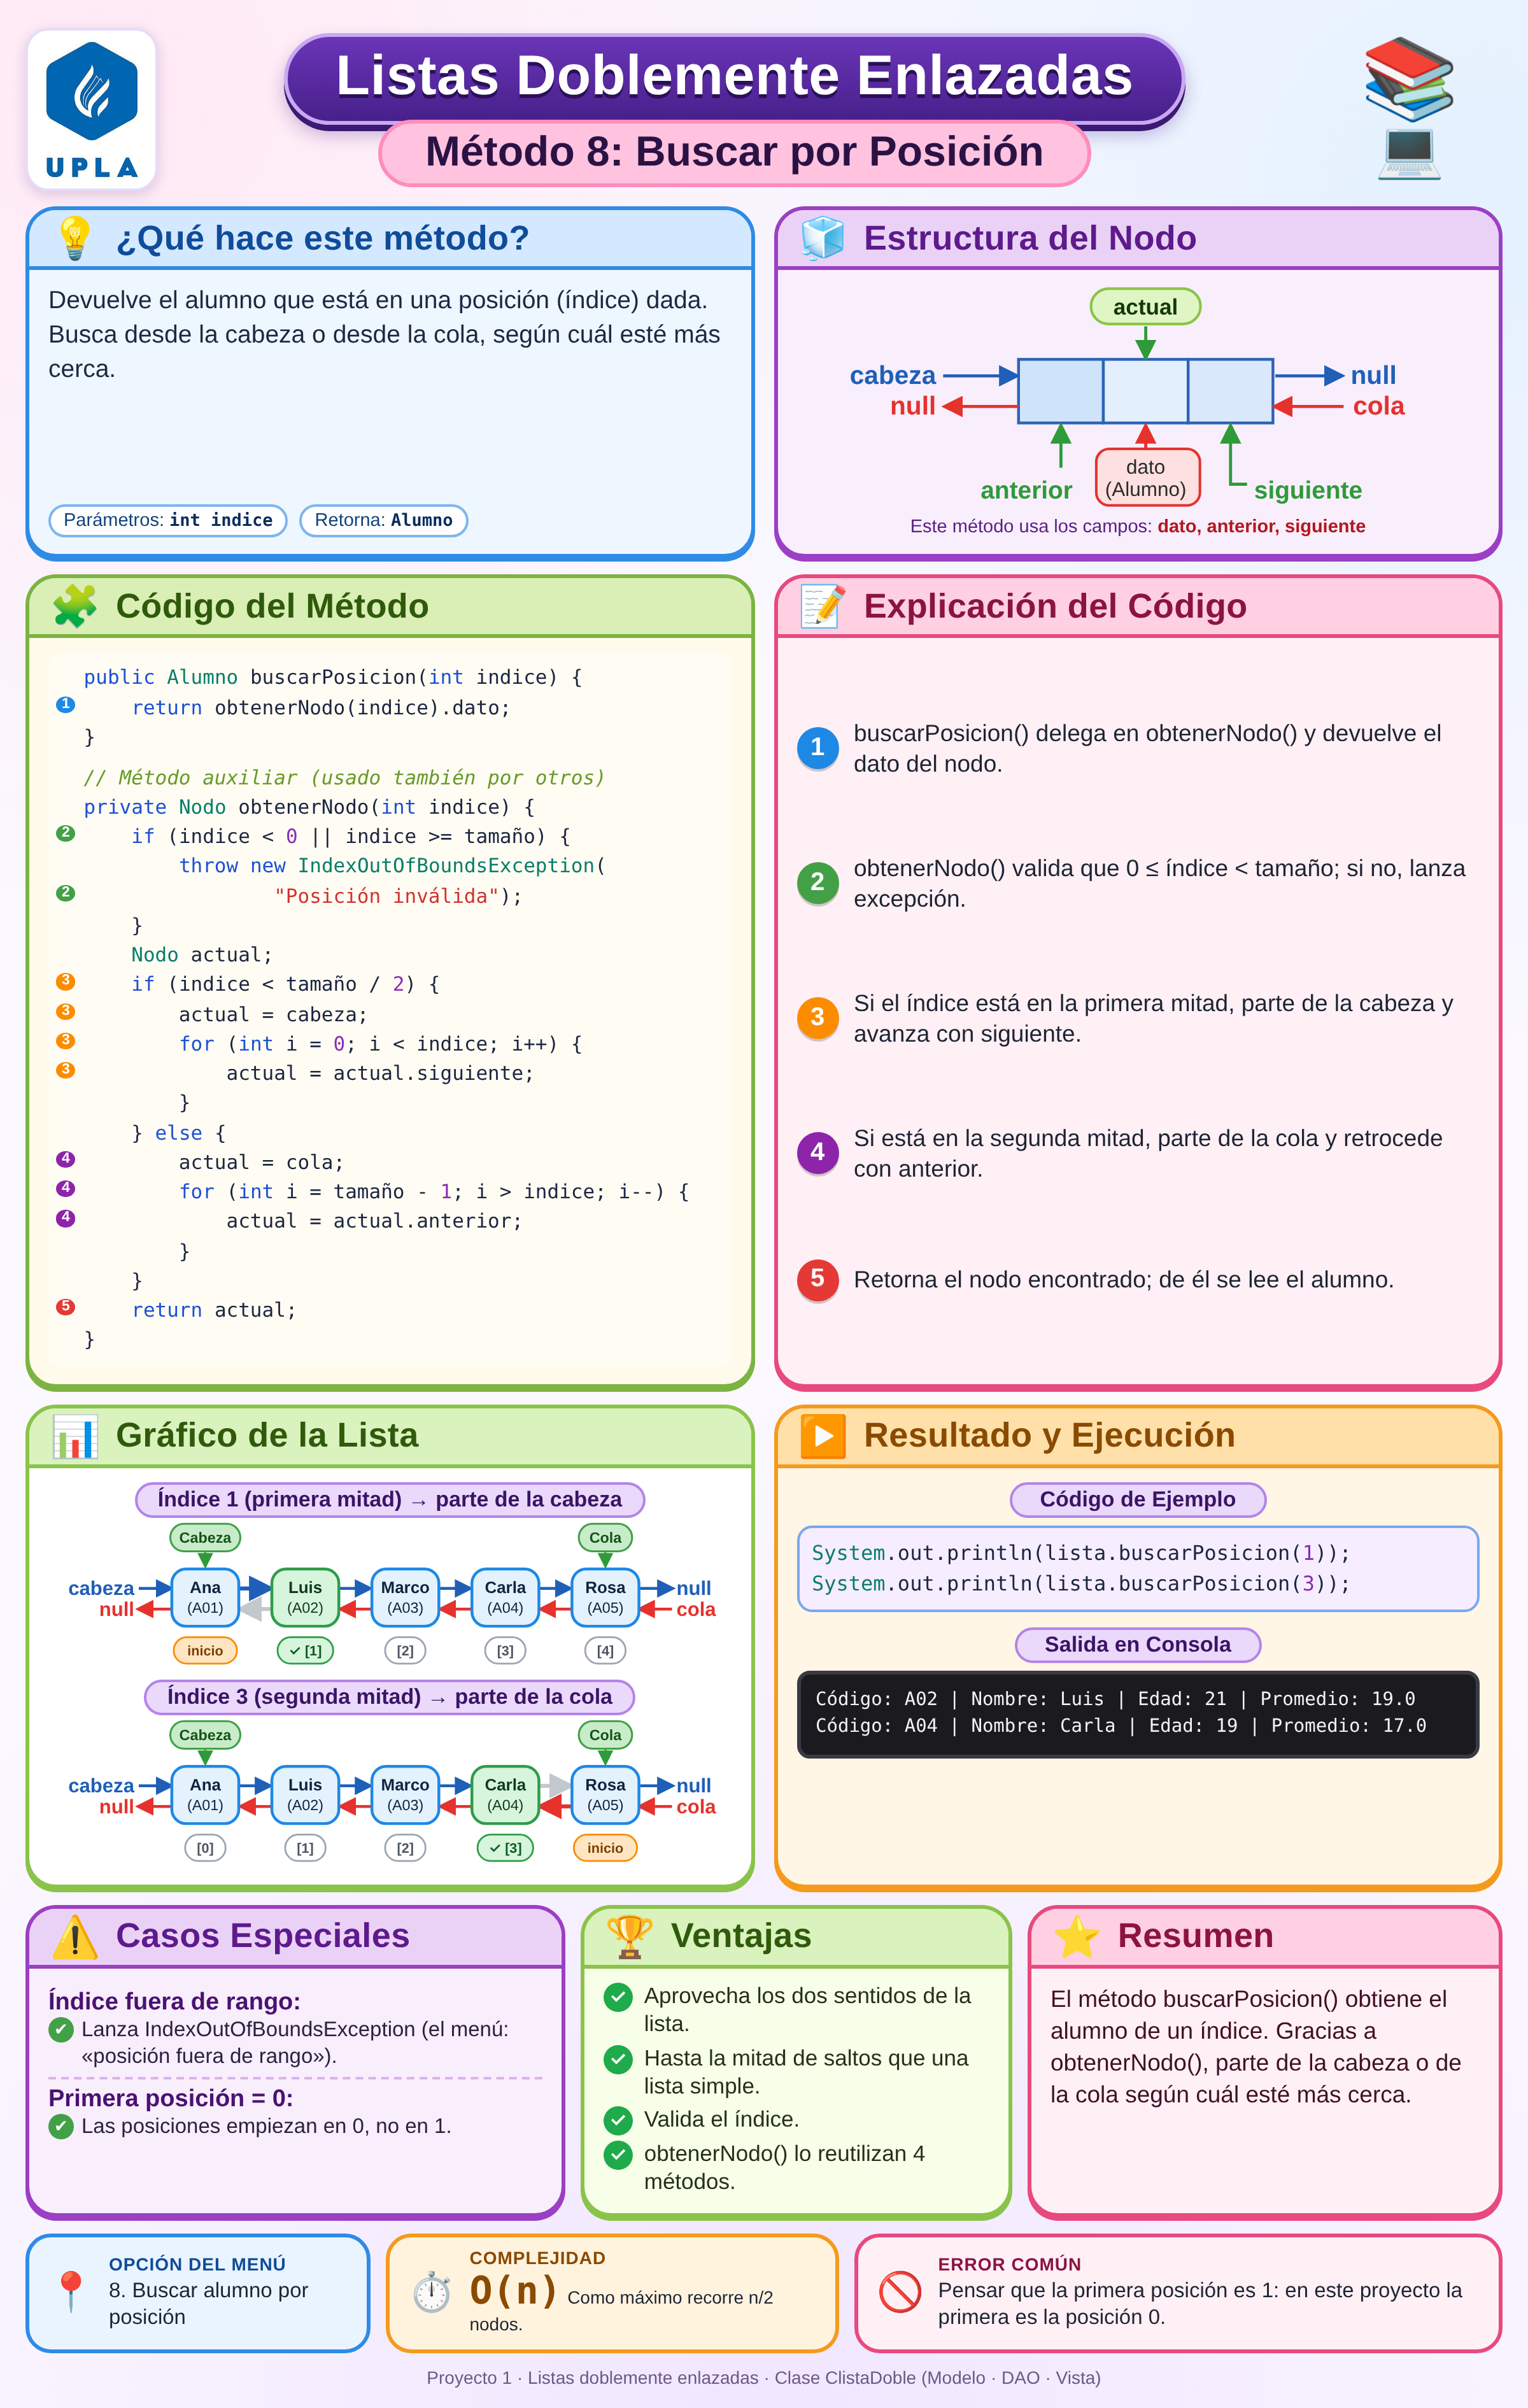 UPLA
Listas Doblemente Enlazadas
Método 8: Buscar por Posición
¿Qué hace este método?
Devuelve el alumno que está en una posición (índice) dada.
Busca desde la cabeza o desde la cola, según cuál esté más
cerca.
Parámetros: int indice   Retorna: Alumno
Estructura del Nodo
actual
cabeza   null
null   cola
dato
(Alumno)
anterior   siguiente
Este método usa los campos: dato, anterior, siguiente
Código del Método
public Alumno buscarPosicion(int indice) {
1     return obtenerNodo(indice).dato;
}
// Método auxiliar (usado también por otros)
private Nodo obtenerNodo(int indice) {
2     if (indice < 0 || indice >= tamaño) {
        throw new IndexOutOfBoundsException(
2                 "Posición inválida");
    }
    Nodo actual;
3     if (indice < tamaño / 2) {
3         actual = cabeza;
3         for (int i = 0; i < indice; i++) {
3             actual = actual.siguiente;
        }
    } else {
4         actual = cola;
4         for (int i = tamaño - 1; i > indice; i--) {
4             actual = actual.anterior;
        }
    }
5     return actual;
}
Explicación del Código
1 buscarPosicion() delega en obtenerNodo() y devuelve el
dato del nodo.
2 obtenerNodo() valida que 0 ≤ índice < tamaño; si no, lanza
excepción.
3 Si el índice está en la primera mitad, parte de la cabeza y
avanza con siguiente.
4 Si está en la segunda mitad, parte de la cola y retrocede
con anterior.
5 Retorna el nodo encontrado; de él se lee el alumno.
Gráfico de la Lista
Índice 1 (primera mitad) → parte de la cabeza
Cabeza   Cola
cabeza   Ana   Luis   Marco   Carla   Rosa   null
null   (A01)   (A02)   (A03)   (A04)   (A05)   cola
inicio   ✓ [1]   [2]   [3]   [4]
Índice 3 (segunda mitad) → parte de la cola
Cabeza   Cola
cabeza   Ana   Luis   Marco   Carla   Rosa   null
null   (A01)   (A02)   (A03)   (A04)   (A05)   cola
[0]   [1]   [2]   ✓ [3]   inicio
Resultado y Ejecución
Código de Ejemplo
System.out.println(lista.buscarPosicion(1));
System.out.println(lista.buscarPosicion(3));
Salida en Consola
Código: A02 | Nombre: Luis | Edad: 21 | Promedio: 19.0
Código: A04 | Nombre: Carla | Edad: 19 | Promedio: 17.0
Casos Especiales
Índice fuera de rango:
✓ Lanza IndexOutOfBoundsException (el menú:
«posición fuera de rango»).
Primera posición = 0:
✓ Las posiciones empiezan en 0, no en 1.
Ventajas
✓ Aprovecha los dos sentidos de la
lista.
✓ Hasta la mitad de saltos que una
lista simple.
✓ Valida el índice.
✓ obtenerNodo() lo reutilizan 4
métodos.
Resumen
El método buscarPosicion() obtiene el
alumno de un índice. Gracias a
obtenerNodo(), parte de la cabeza o de
la cola según cuál esté más cerca.
OPCIÓN DEL MENÚ
8. Buscar alumno por
posición
COMPLEJIDAD
O(n) Como máximo recorre n/2
nodos.
ERROR COMÚN
Pensar que la primera posición es 1: en este proyecto la
primera es la posición 0.
Proyecto 1 · Listas doblemente enlazadas · Clase ClistaDoble (Modelo · DAO · Vista)